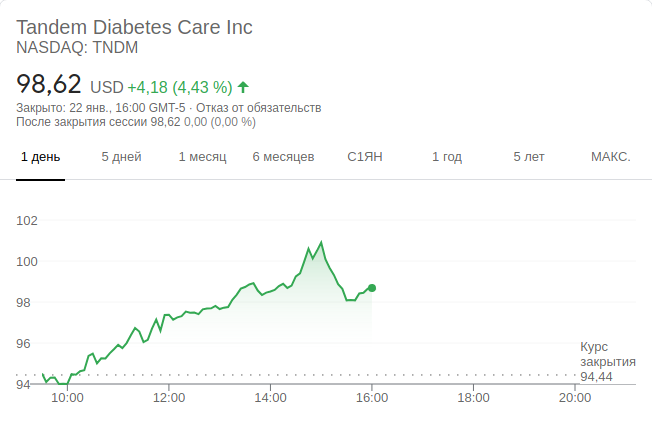 Tandem Diabetes Care Inc
NASDAQ: TNDM
98,62 USD +4,18 (4,43 %)
Закрыто: 22 янв., 16:00 GMT-5 · Отказ от обязательств
После закрытия сессии 98,62 0,00 (0,00 %)
1 день 5 дней 1 месяц 6 месяцев С1ЯН 1 год 5 лет МАКС.
102
100
98
96
94
Курс
закрытия
94,44
10:00 12:00 14:00 16:00 18:00 20:00